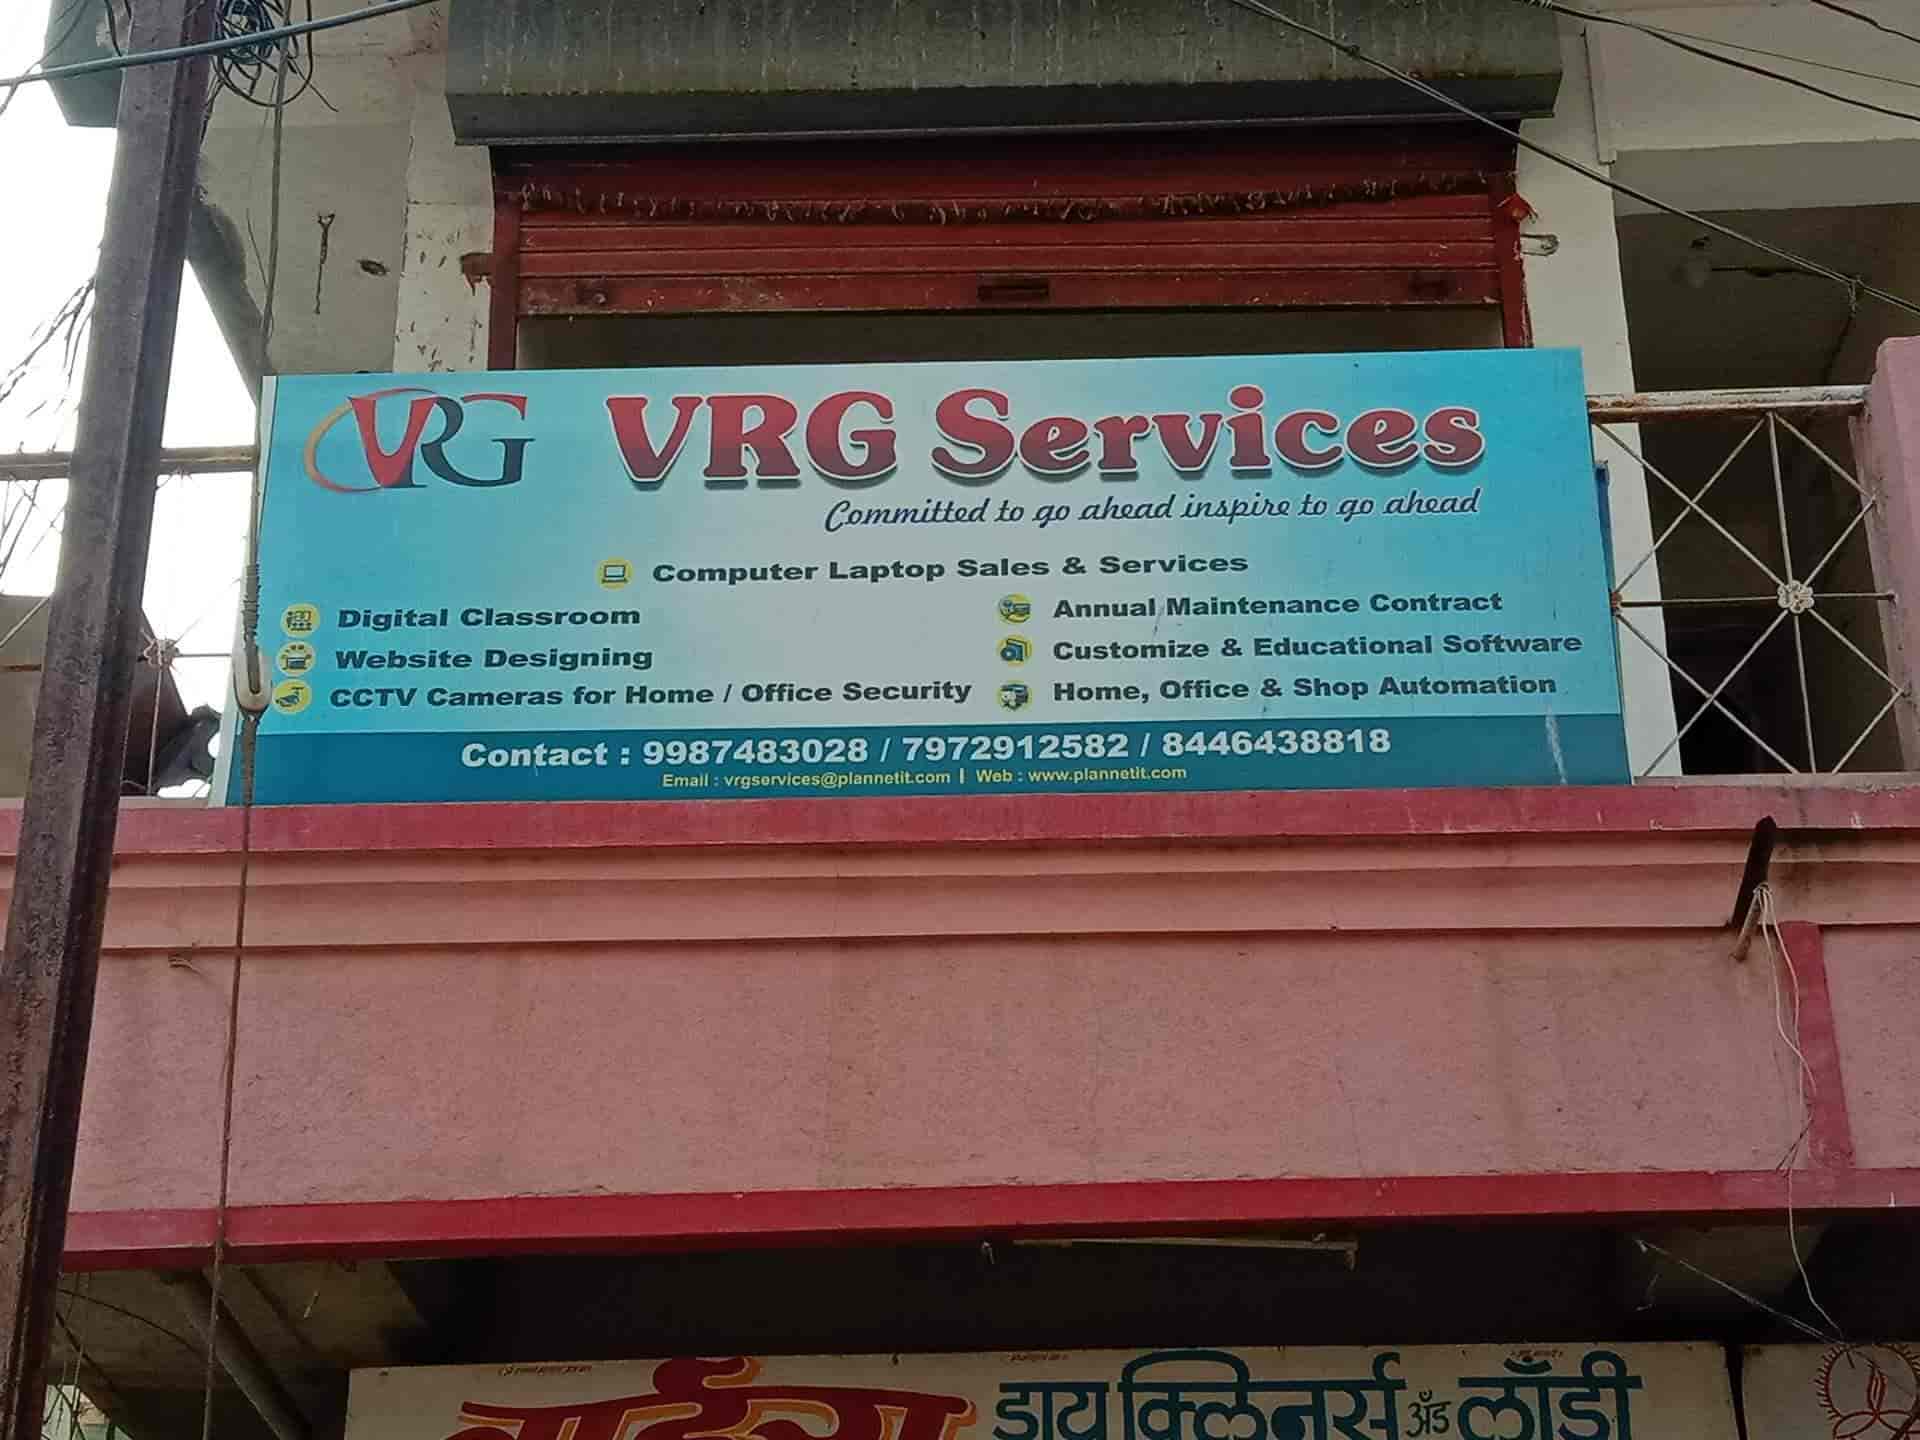 VRG
VRG Services
Committed to go ahead inspire to go ahead
Computer Laptop Sales & Services
Digital Classroom
Website Designing
CCTV Cameras for Home / Office Security
Annual Maintenance Contract
Customize & Educational Software
Home, Office & Shop Automation
Contact : 9987483028 / 7972912582 / 8446438818
Email : vrgservices@plannetit.com | Web : www.plannetit.com
डाय क्लिनर्स अँड लाँड्री